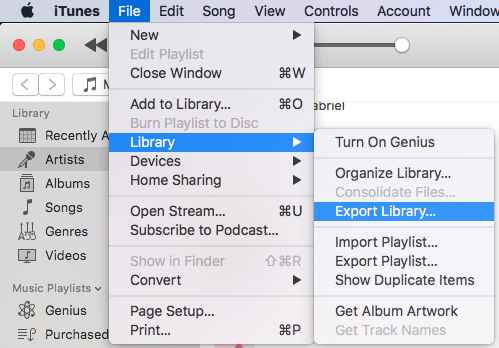 iTunes File Edit Song View Controls Account Window
New
Edit Playlist
Close Window ⌘W
Add to Library... ⌘O
Burn Playlist to Disc
Library
Devices
Home Sharing
Open Stream... ⌘U
Subscribe to Podcast...
Show in Finder ⇧⌘R
Convert
Page Setup...
Print... ⌘P
Turn On Genius
Organize Library...
Consolidate Files...
Export Library...
Import Playlist...
Export Playlist...
Show Duplicate Items
Get Album Artwork
Get Track Names
Library
Recently A
Artists
Albums
Songs
Genres
Videos
Music Playlists
Genius
Purchased